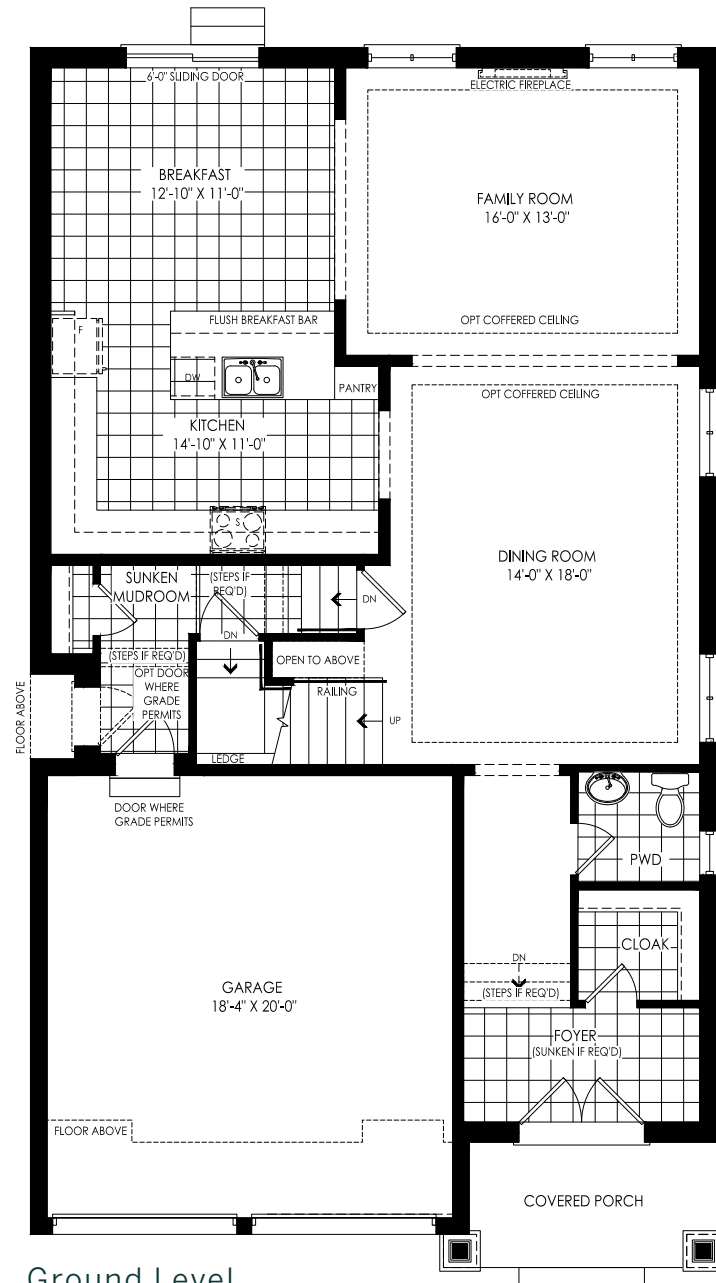 6'-0" SLIDING DOOR
ELECTRIC FIREPLACE
BREAKFAST
12'-10" X 11'-0"
FAMILY ROOM
16'-0" X 13'-0"
F
FLUSH BREAKFAST BAR
OPT COFFERED CEILING
DW
PANTRY
OPT COFFERED CEILING
KITCHEN
14'-10" X 11'-0"
S
DINING ROOM
14'-0" X 18'-0"
SUNKEN
MUDROOM
(STEPS IF
REQ'D)
DN
DN
(STEPS IF REQ'D)
OPT DOOR
WHERE
GRADE
PERMITS
OPEN TO ABOVE
RAILING
UP
FLOOR ABOVE
LEDGE
DOOR WHERE
GRADE PERMITS
PWD
CLOAK
GARAGE
18'-4" X 20'-0"
DN
(STEPS IF REQ'D)
FOYER
(SUNKEN IF REQ'D)
FLOOR ABOVE
COVERED PORCH
Ground Level